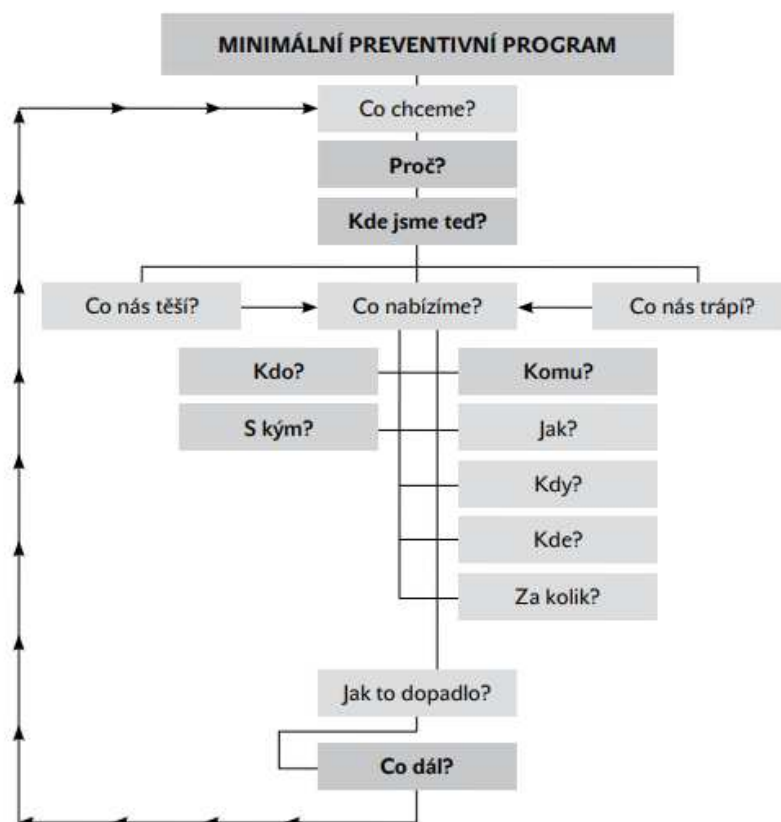 MINIMÁLNÍ PREVENTIVNÍ PROGRAM
Co chceme?
Proč?
Kde jsme teď?
Co nás těší?
Co nabízíme?
Co nás trápí?
Kdo?
Komu?
S kým?
Jak?
Kdy?
Kde?
Za kolik?
Jak to dopadlo?
Co dál?